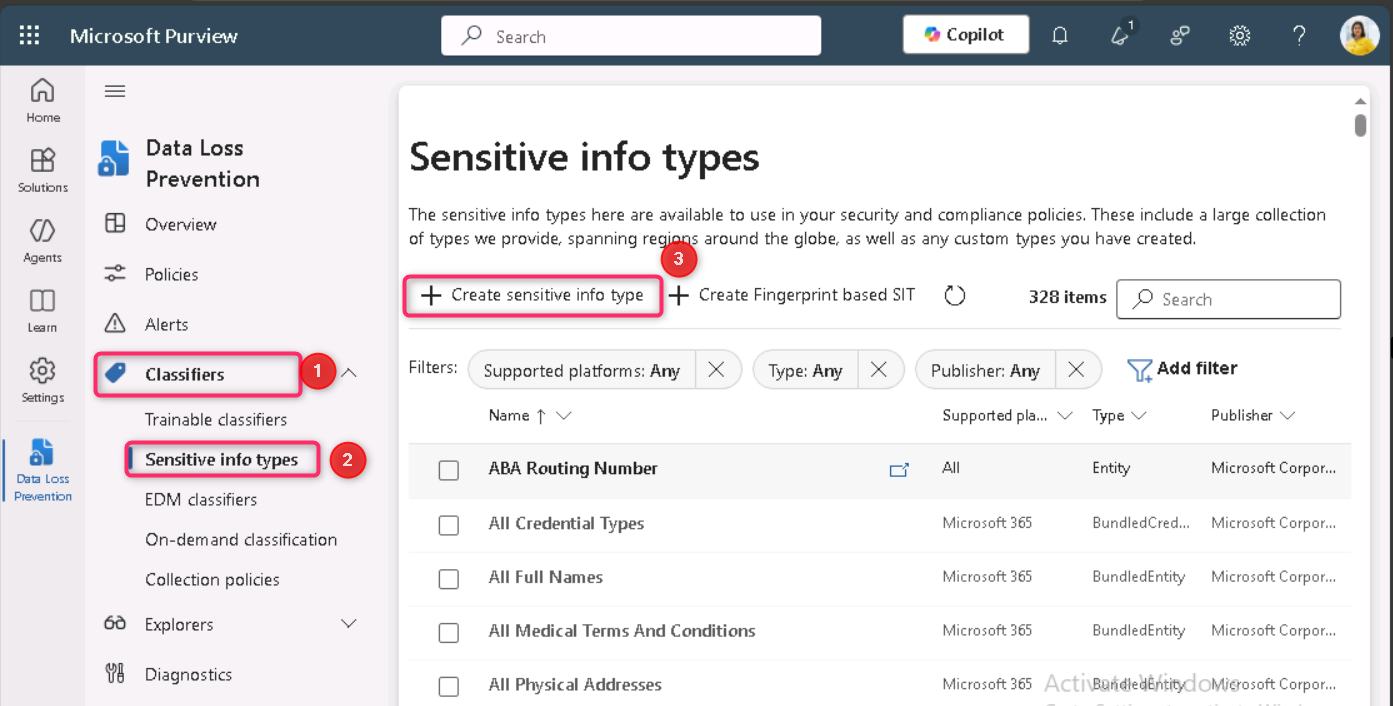 Microsoft Purview
Search
Copilot
1
Home
Solutions
Agents
Learn
Settings
Data Loss
Prevention
Data Loss
Prevention
Overview
Policies
Alerts
Classifiers
1
Trainable classifiers
Sensitive info types
2
EDM classifiers
On-demand classification
Collection policies
Explorers
Diagnostics
Sensitive info types
The sensitive info types here are available to use in your security and compliance policies. These include a large collection
of types we provide, spanning regions around the globe, as well as any custom types you have created.
3
Create sensitive info type
Create Fingerprint based SIT
328 items
Search
Filters:
Supported platforms: Any
Type: Any
Publisher: Any
Add filter
Name ↑ Supported pla... Type Publisher
ABA Routing Number All Entity Microsoft Corpor...
All Credential Types Microsoft 365 BundledCred... Microsoft Corpor...
All Full Names Microsoft 365 BundledEntity Microsoft Corpor...
All Medical Terms And Conditions Microsoft 365 BundledEntity Microsoft Corpor...
All Physical Addresses Microsoft 365 BundledEntity Microsoft Corpor...
Activate Windows